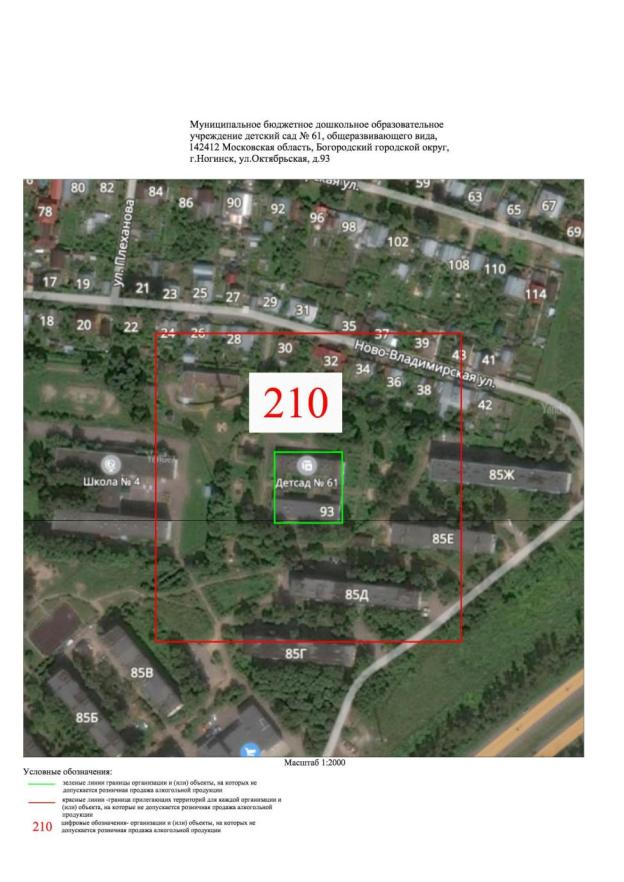 Муниципальное бюджетное дошкольное образовательное
учреждение детский сад № 61, общеразвивающего вида,
142412 Московская область, Богородский городской округ,
г.Ногинск, ул.Октябрьская, д.93
80 82 84 86 90 92 96 98 59 63 65 67
78 102 69
ул.Плеханова
108 110
114
17 19 21 23 25 27 29 31
18 20 22 24 26 28 30 35 37 39
32 34 36 38 43 41
Ново-Владимирская ул.
42
210
Школа № 4
Детсад № 61
93
85Ж
85Е
85Д
85Г
85В
85Б
Масштаб 1:2000
Условные обозначения:
зеленые линии границы организации и (или) объекты, на которых не
допускается розничная продажа алкогольной продукции
красные линии -граница прилегающих территорий для каждой организации и
(или) объекта, на которые не допускается розничная продажа алкогольной
продукции
210
цифровые обозначения- организации и (или) объекты, на которых не
допускается розничная продажа алкогольной продукции